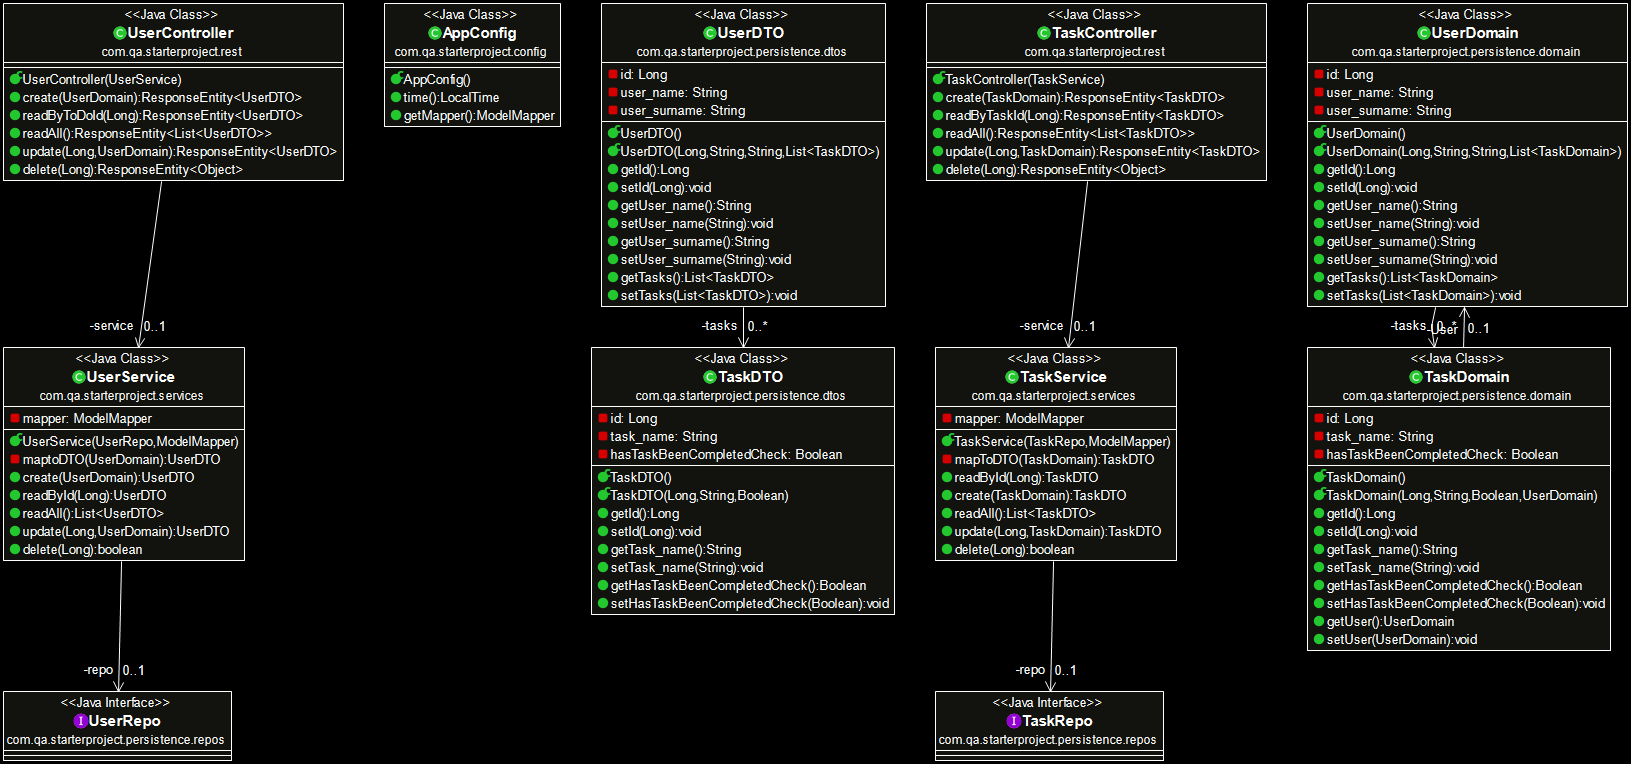 <<Java Class>>
UserController
com.qa.starterproject.rest
UserController(UserService)
create(UserDomain):ResponseEntity<UserDTO>
readByToDoId(Long):ResponseEntity<UserDTO>
readAll():ResponseEntity<List<UserDTO>>
update(Long,UserDomain):ResponseEntity<UserDTO>
delete(Long):ResponseEntity<Object>
<<Java Class>>
AppConfig
com.qa.starterproject.config
AppConfig()
time():LocalTime
getMapper():ModelMapper
<<Java Class>>
UserDTO
com.qa.starterproject.persistence.dtos
id: Long
user_name: String
user_surname: String
UserDTO()
UserDTO(Long,String,String,List<TaskDTO>)
getId():Long
setId(Long):void
getUser_name():String
setUser_name(String):void
getUser_surname():String
setUser_surname(String):void
getTasks():List<TaskDTO>
setTasks(List<TaskDTO>):void
<<Java Class>>
TaskController
com.qa.starterproject.rest
TaskController(TaskService)
create(TaskDomain):ResponseEntity<TaskDTO>
readByTaskId(Long):ResponseEntity<TaskDTO>
readAll():ResponseEntity<List<TaskDTO>>
update(Long,TaskDomain):ResponseEntity<TaskDTO>
delete(Long):ResponseEntity<Object>
<<Java Class>>
UserDomain
com.qa.starterproject.persistence.domain
id: Long
user_name: String
user_surname: String
UserDomain()
UserDomain(Long,String,String,List<TaskDomain>)
getId():Long
setId(Long):void
getUser_name():String
setUser_name(String):void
getUser_surname():String
setUser_surname(String):void
getTasks():List<TaskDomain>
setTasks(List<TaskDomain>):void
-service 0..1
-tasks 0..*
-service 0..1
-tasks 0..*
-user 0..1
<<Java Class>>
UserService
com.qa.starterproject.services
mapper: ModelMapper
UserService(UserRepo,ModelMapper)
maptoDTO(UserDomain):UserDTO
create(UserDomain):UserDTO
readById(Long):UserDTO
readAll():List<UserDTO>
update(Long,UserDomain):UserDTO
delete(Long):boolean
<<Java Class>>
TaskDTO
com.qa.starterproject.persistence.dtos
id: Long
task_name: String
hasTaskBeenCompletedCheck: Boolean
TaskDTO()
TaskDTO(Long,String,Boolean)
getId():Long
setId(Long):void
getTask_name():String
setTask_name(String):void
getHasTaskBeenCompletedCheck():Boolean
setHasTaskBeenCompletedCheck(Boolean):void
<<Java Class>>
TaskService
com.qa.starterproject.services
mapper: ModelMapper
TaskService(TaskRepo,ModelMapper)
mapToDTO(TaskDomain):TaskDTO
readById(Long):TaskDTO
create(TaskDomain):TaskDTO
readAll():List<TaskDTO>
update(Long,TaskDomain):TaskDTO
delete(Long):boolean
<<Java Class>>
TaskDomain
com.qa.starterproject.persistence.domain
id: Long
task_name: String
hasTaskBeenCompletedCheck: Boolean
TaskDomain()
TaskDomain(Long,String,Boolean,UserDomain)
getId():Long
setId(Long):void
getTask_name():String
setTask_name(String):void
getHasTaskBeenCompletedCheck():Boolean
setHasTaskBeenCompletedCheck(Boolean):void
getUser():UserDomain
setUser(UserDomain):void
-repo 0..1
-repo 0..1
<<Java Interface>>
UserRepo
com.qa.starterproject.persistence.repos
<<Java Interface>>
TaskRepo
com.qa.starterproject.persistence.repos